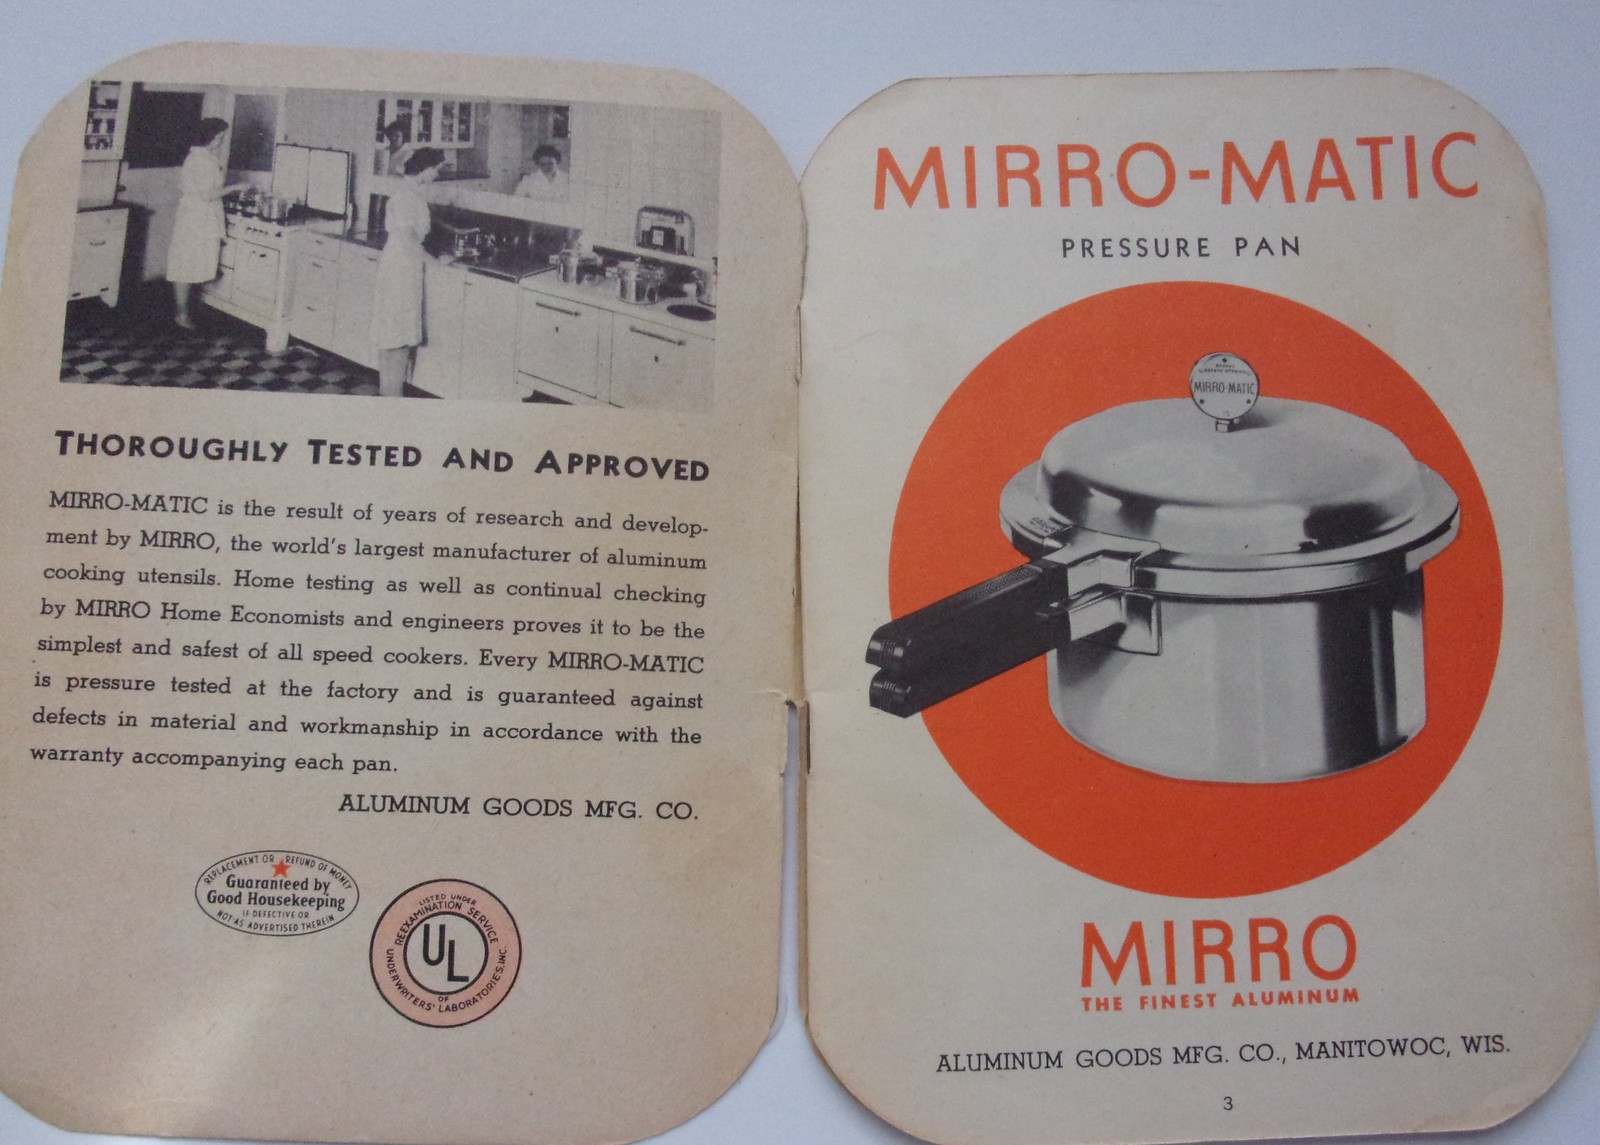 THOROUGHLY TESTED AND APPROVED
MIRRO-MATIC is the result of years of research and develop-
ment by MIRRO, the world's largest manufacturer of aluminum
cooking utensils. Home testing as well as continual checking
by MIRRO Home Economists and engineers proves it to be the
simplest and safest of all speed cookers. Every MIRRO-MATIC
is pressure tested at the factory and is guaranteed against
defects in material and workmanship in accordance with the
warranty accompanying each pan.
ALUMINUM GOODS MFG. CO.
REPLACEMENT OR REFUND OF MONEY
Guaranteed by
Good Housekeeping
IF DEFECTIVE OR
NOT AS ADVERTISED THEREIN
LISTED UNDER
REEXAMINATION SERVICE
UL
OF
UNDERWRITERS' LABORATORIES, INC.
MIRRO-MATIC
PRESSURE PAN
MIRRO-MATIC
15
MIRRO
THE FINEST ALUMINUM
ALUMINUM GOODS MFG. CO., MANITOWOC, WIS.
3